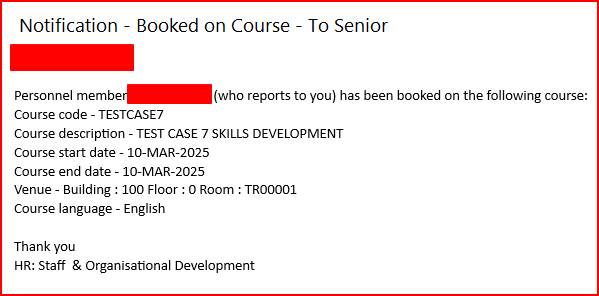 Notification - Booked on Course - To Senior
Personnel member (who reports to you) has been booked on the following course:
Course code - TESTCASE7
Course description - TEST CASE 7 SKILLS DEVELOPMENT
Course start date - 10-MAR-2025
Course end date - 10-MAR-2025
Venue - Building : 100 Floor : 0 Room : TR00001
Course language - English
Thank you
HR: Staff & Organisational Development